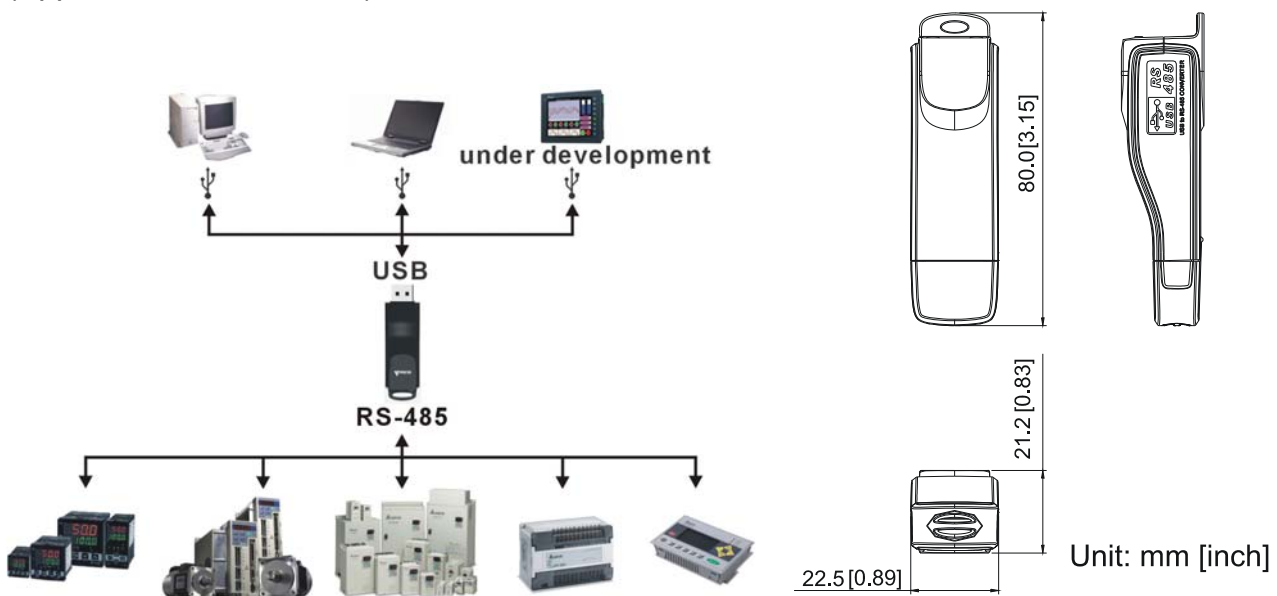 under development
USB
RS-485
80.0[3.15]
RS
USB 485
USB to RS-485 CONVERTER
21.2[0.83]
22.5[0.89]
Unit: mm [inch]